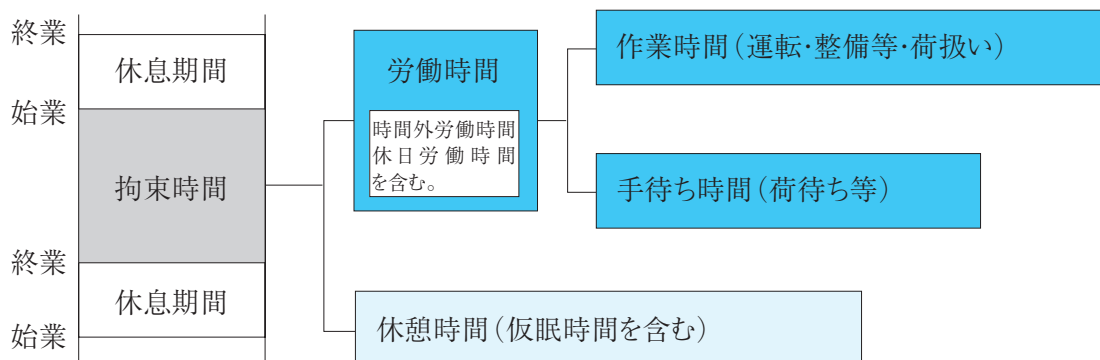 終業
休息期間
始業
拘束時間
終業
休息期間
始業
労働時間
時間外労働時間
休日労働時間
を含む。
作業時間(運転・整備等・荷扱い)
手待ち時間(荷待ち等)
休憩時間(仮眠時間を含む)